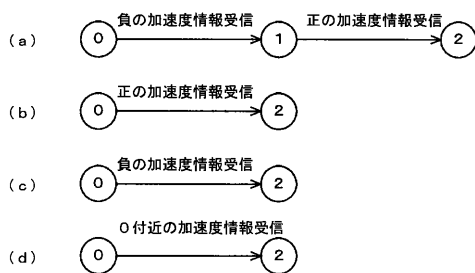 負の加速度情報受信 正の加速度情報受信
(a) 0 1 2
正の加速度情報受信
(b) 0 2
負の加速度情報受信
(c) 0 2
0付近の加速度情報受信
(d) 0 2